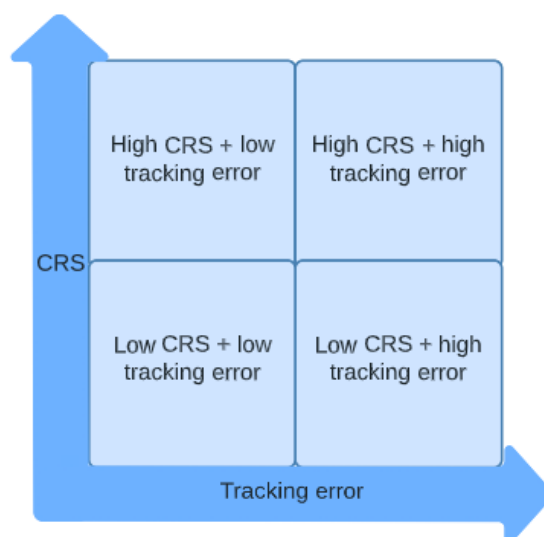 High CRS + low
tracking error
High CRS + high
tracking error
CRS
Low CRS + low
tracking error
Low CRS + high
tracking error
Tracking error